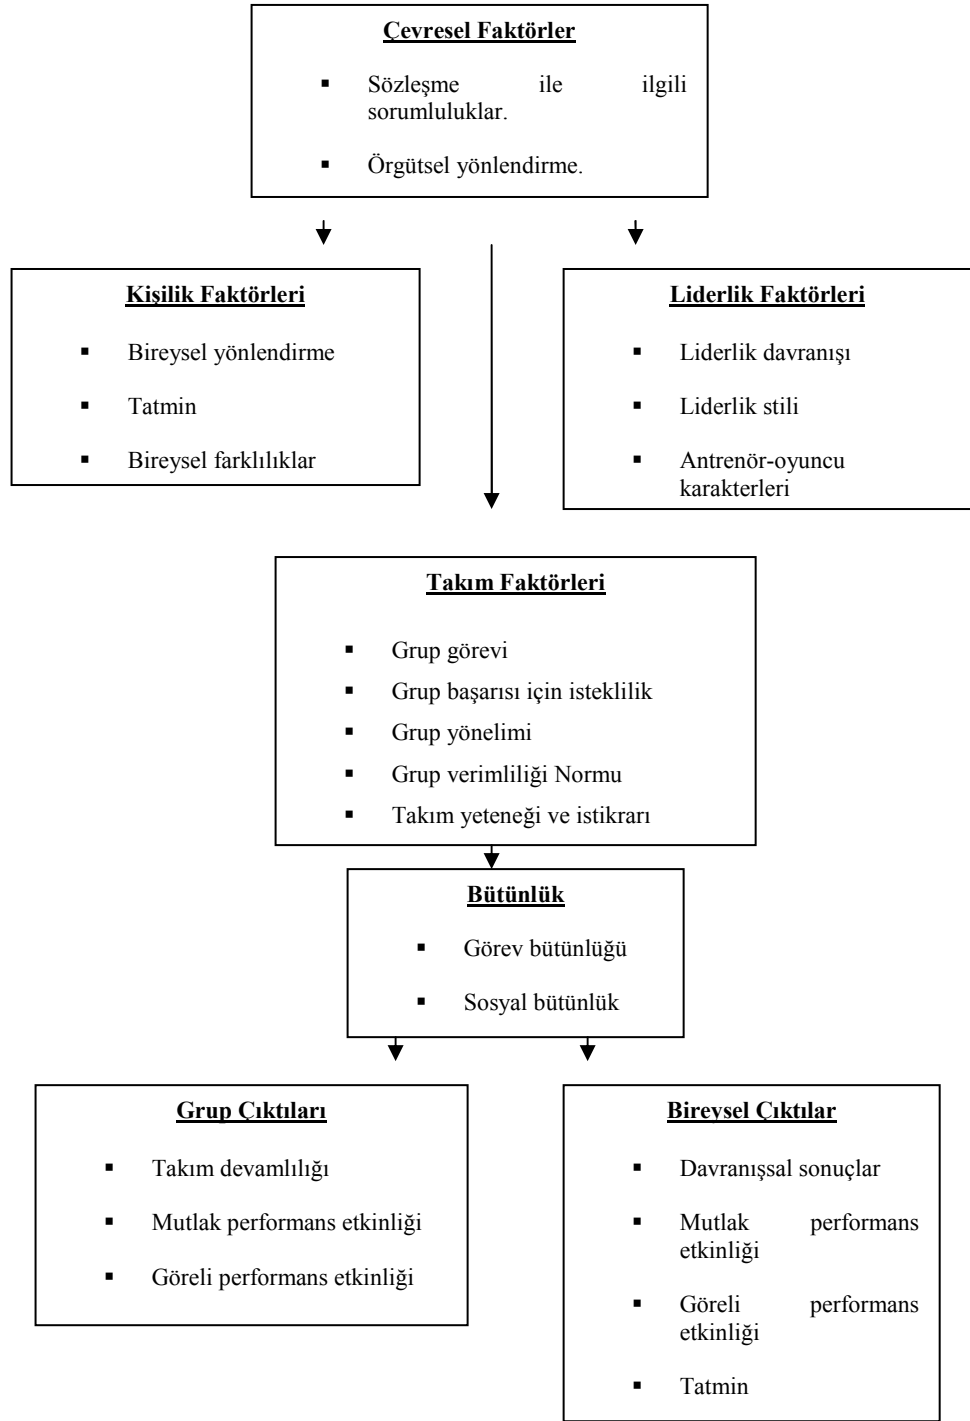 Çevresel Faktörler
▪ Sözleşme ile ilgili
sorumluluklar.
▪ Örgütsel yönlendirme.
Kişilik Faktörleri
▪ Bireysel yönlendirme
▪ Tatmin
▪ Bireysel farklılıklar
Liderlik Faktörleri
▪ Liderlik davranışı
▪ Liderlik stili
▪ Antrenör-oyuncu
karakterleri
Takım Faktörleri
▪ Grup görevi
▪ Grup başarısı için isteklilik
▪ Grup yönelimi
▪ Grup verimliliği Normu
▪ Takım yeteneği ve istikrarı
Bütünlük
▪ Görev bütünlüğü
▪ Sosyal bütünlük
Grup Çıktıları
▪ Takım devamlılığı
▪ Mutlak performans etkinliği
▪ Göreli performans etkinliği
Bireysel Çıktılar
▪ Davranışsal sonuçlar
▪ Mutlak performans
etkinliği
▪ Göreli performans
etkinliği
▪ Tatmin